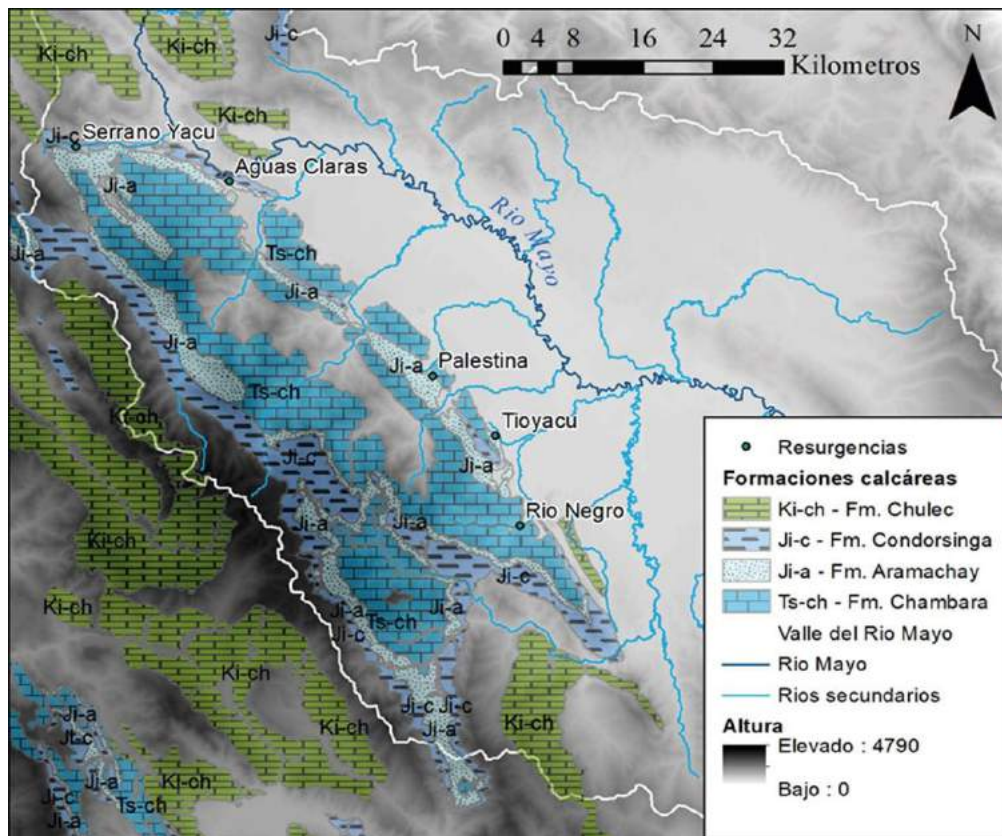 Ki-ch
Ki-ch
Ji-c
0 4 8 16 24 32
Kilometros
N
Ki-ch
Ji-c
Serrano Yacu
Aguas Claras
Ji-a
Rio Mayo
Ts-ch
Ji-a
Ji-a
Ji-a
Ji-a
Palestina
Ts-ch
Ki-ch
Tioyacu
Ji-c
Ji-a
Ji-a
Ji-a
Rio Negro
Ki-ch
Ji-c
Ji-a
Ji-a
Ts-ch
Ji-c
Ki-ch
Ji-c
Ji-c
Ki-ch
Ki-ch
Ji-a
Ji-a
Ji-c
Ji-a
Ki-ch
Ts-ch
Ji-c
Ji-a
Resurgencias
Formaciones calcáreas
Ki-ch - Fm. Chulec
Ji-c - Fm. Condorsinga
Ji-a - Fm. Aramachay
Ts-ch - Fm. Chambara
Valle del Rio Mayo
Rio Mayo
Rios secundarios
Altura
Elevado : 4790
Bajo : 0